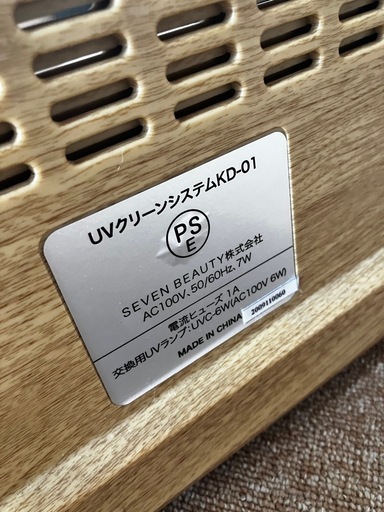 UVクリーンシステムKD-01
PS
E
SEVEN BEAUTY株式会社
AC100V、50/60Hz、7W
電流ヒューズ 1A
交換用UVランプ:UVC-6W(AC100V 6W)
MADE IN CHINA
2009110060